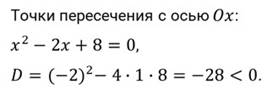 Точки пересечения с осью Ox:
x² − 2x + 8 = 0,
D = (−2)² − 4 · 1 · 8 = −28 < 0.